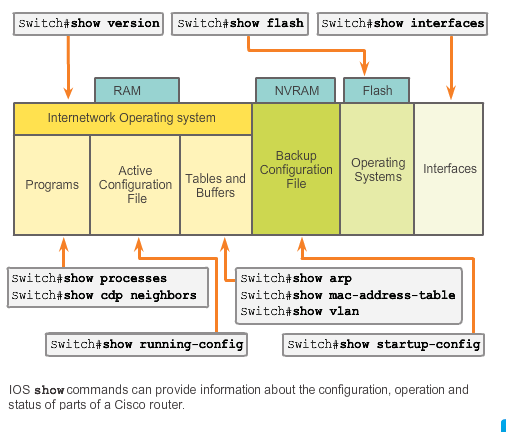 Switch#show version
Switch#show flash
Switch#show interfaces
RAM
NVRAM
Flash
Internetwork Operating system
Programs
Active
Configuration
File
Tables and
Buffers
Backup
Configuration
File
Operating
Systems
Interfaces
Switch#show processes
Switch#show cdp neighbors
Switch#show arp
Switch#show mac-address-table
Switch#show vlan
Switch#show running-config
Switch#show startup-config
IOS show commands can provide information about the configuration, operation and
status of parts of a Cisco router.